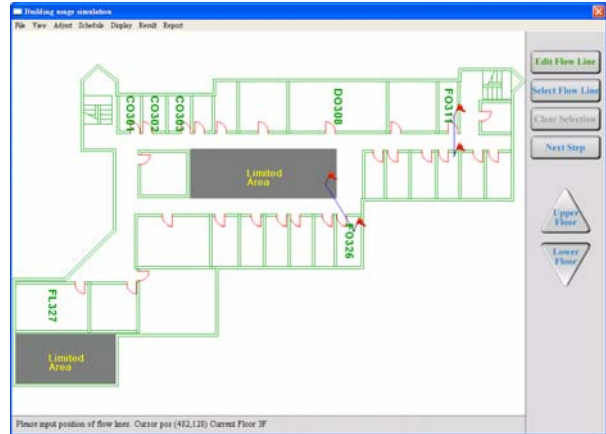 Building usage simulation
File View Adjust Schedule Display Result Report
CO301
CO302
CO303
DO308
FO311
Limited
Area
FO326
FL327
Limited
Area
Edit Flow Line
Select Flow Line
Clear Selection
Next Step
Upper
Floor
Lower
Floor
Please input position of flow lines. Cursor pos (482,128) Current Floor 3F